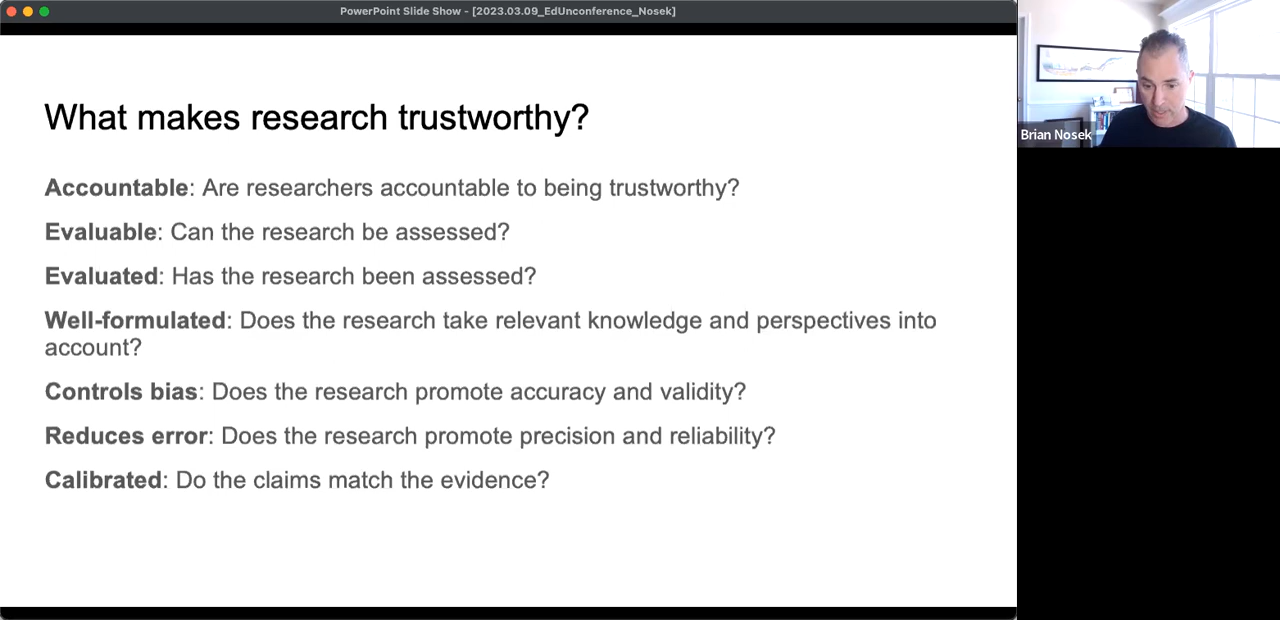 PowerPoint Slide Show - [2023.03.09_EdUnconference_Nosek]
What makes research trustworthy?
Accountable: Are researchers accountable to being trustworthy?
Evaluable: Can the research be assessed?
Evaluated: Has the research been assessed?
Well-formulated: Does the research take relevant knowledge and perspectives into
account?
Controls bias: Does the research promote accuracy and validity?
Reduces error: Does the research promote precision and reliability?
Calibrated: Do the claims match the evidence?
Brian Nosek